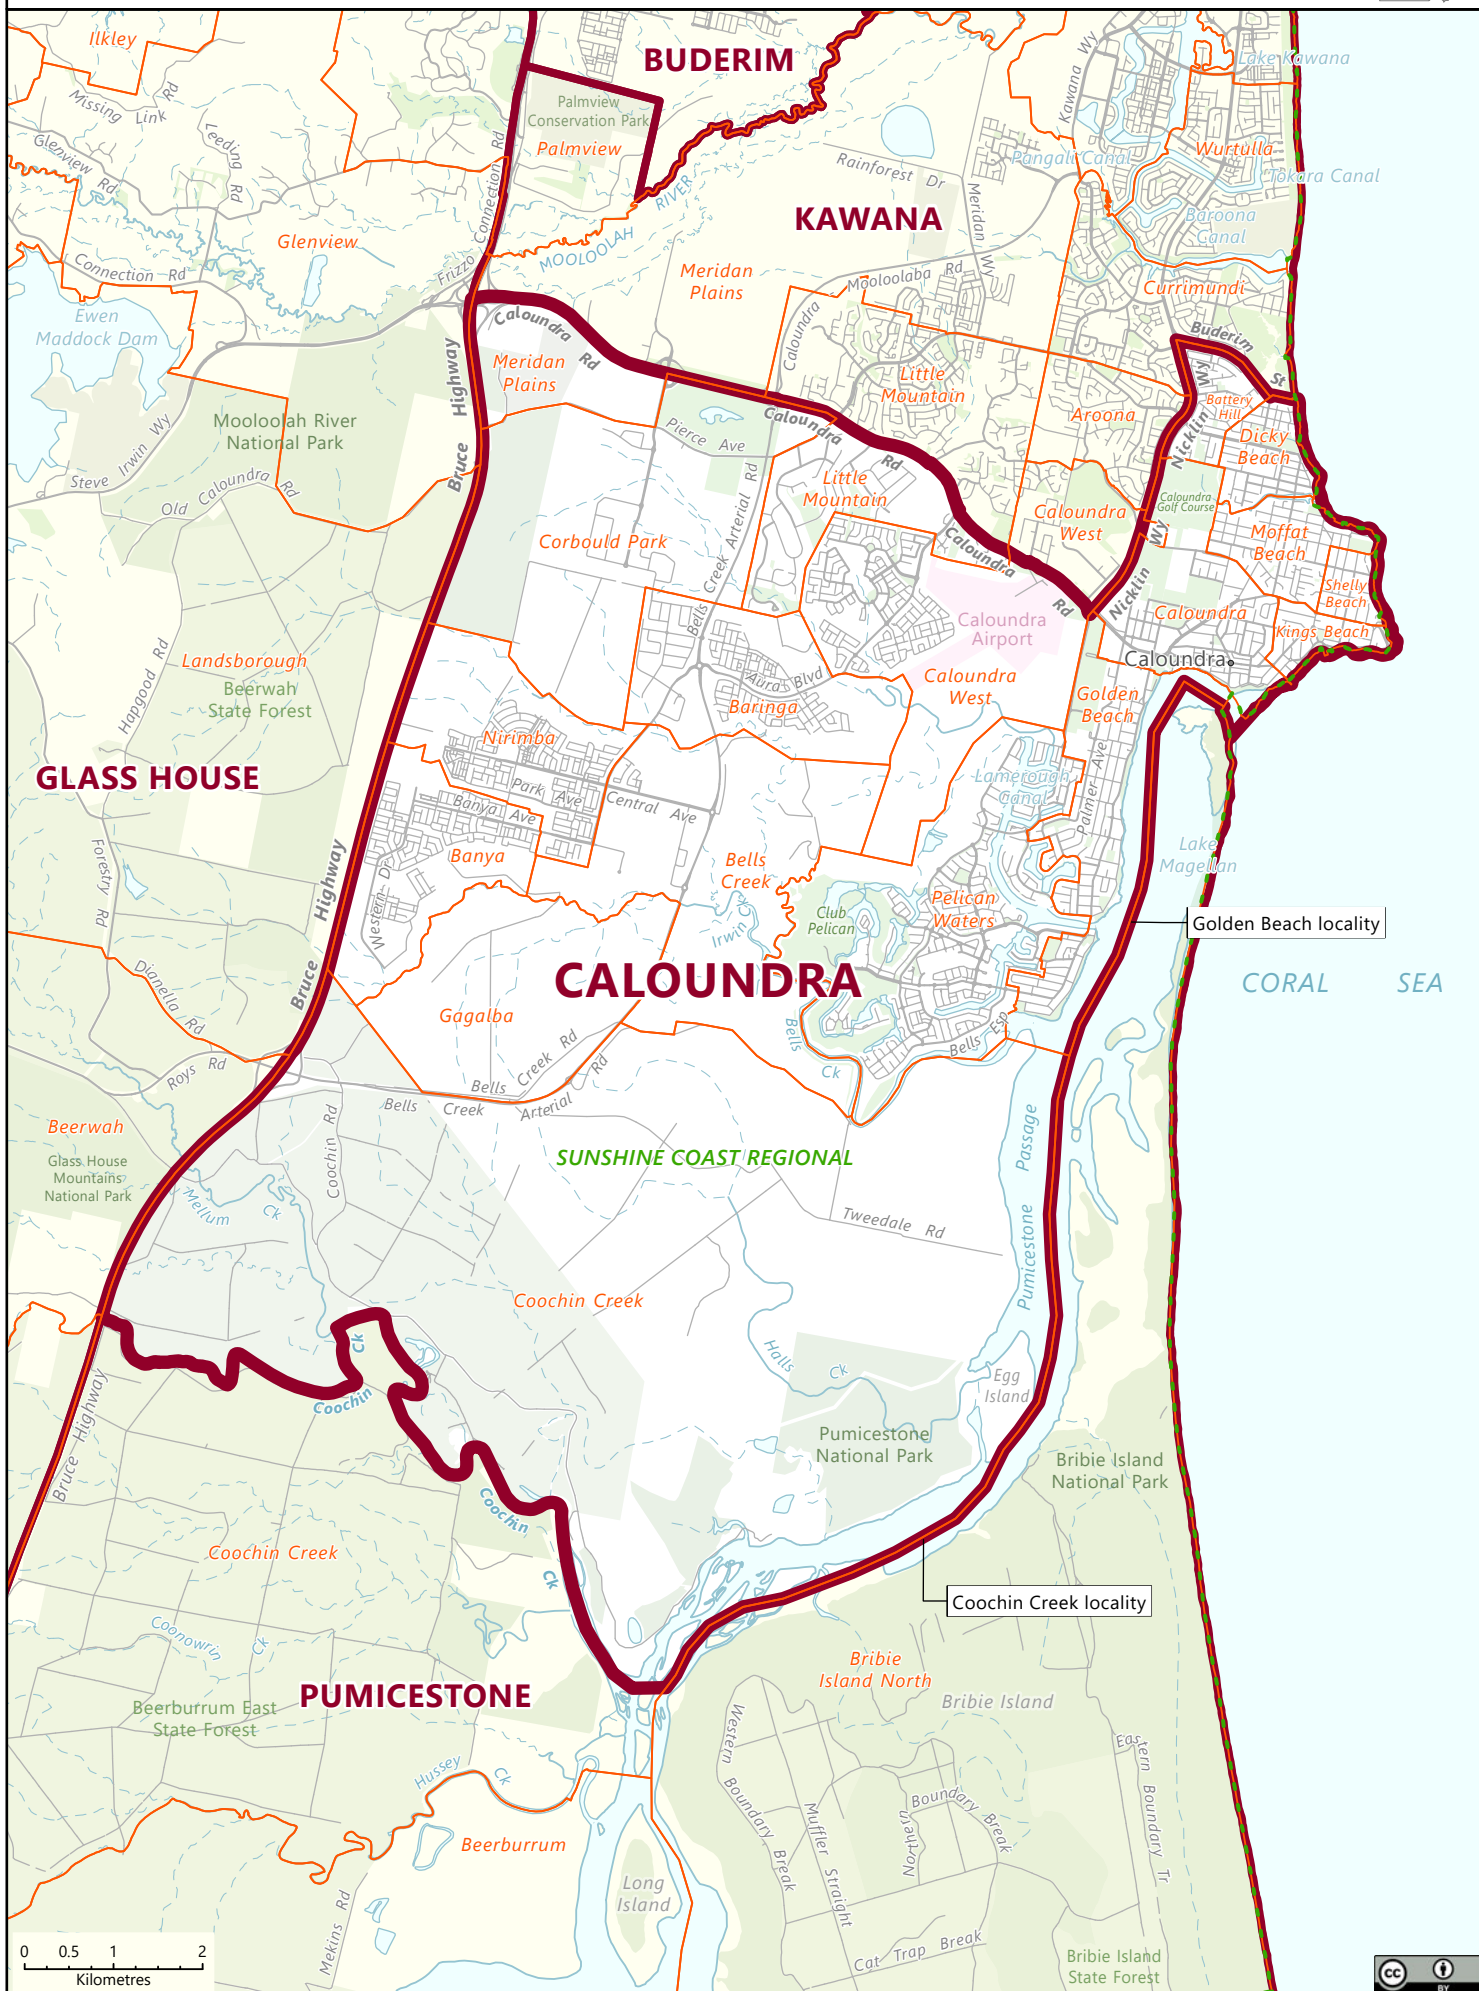 Ilkley
BUDERIM
Lake Kawana
Kawana Wy
Missing Link Rd
Leeding Rd
Glenview Rd
Palmview
Conservation Park
Palmview
Connection Rd
Frizzo
Wurtulla
Pangali Canal
Tokara Canal
Rainforest Dr
Meridan Wy
RIVER
MOOLOOLAH
KAWANA
Baroona
Canal
Glenview
Connection Rd
Meridan
Plains
Mooloolaba Rd
Caloundra
Currimundi
Ewen
Maddock Dam
Caloundra Rd
Buderim St
Bruce Highway
Meridan
Plains
Little
Mountain
Nicklin Wy
Battery
Hill
Aroona
Mooloolah River
National Park
Steve Irwin Wy
Old Caloundra Rd
Bruce
Pierce Ave
Caloundra Rd
Dicky
Beach
Little
Mountain
Caloundra
Golf Course
Caloundra
West
Moffat
Beach
Corbould Park
Bells Creek Arterial Rd
Caloundra Rd
Nicklin Wy
Shelly
Beach
Caloundra
Airport
Caloundra
Kings Beach
Caloundra
Hapgood Rd
Landsborough
Beerwah
State Forest
Aura Blvd
Baringa
Caloundra
West
Golden
Beach
Nirimba
GLASS HOUSE
Park Ave
Central Ave
Banya Ave
Lamerough
Canal
Palmer Ave
Lake
Magellan
Forestry Rd
Bruce Highway
Western Dr
Banya
Bells
Creek
Pelican
Waters
Club
Pelican
Irwin Ck
Golden Beach locality
Dianella Rd
CALOUNDRA
CORAL SEA
Gagalba
Bells Ck
Bells Esp
Roys Rd
Bells Creek Rd
Bells Creek Arterial Rd
Coochin Rd
Beerwah
Glass House
Mountains
National Park
SUNSHINE COAST REGIONAL
Pumicestone Passage
Mellum Ck
Tweedale Rd
Coochin Creek
Halls Ck
Coochin Ck
Egg
Island
Bruce Highway
Pumicestone
National Park
Bribie Island
National Park
Coochin Ck
Coochin Creek
Coochin Creek locality
Coonowrin Ck
Bribie
Island North
PUMICESTONE
Bribie Island
Beerburrum East
State Forest
Hussey Ck
Western Boundary Break
Muffler Straight
Northern Boundary Break
Eastern Boundary Tr
Beerburrum
Long
Island
Mekins Rd
Cat Trap Break
Bribie Island
State Forest
0 0.5 1 2
Kilometres
cc
BY